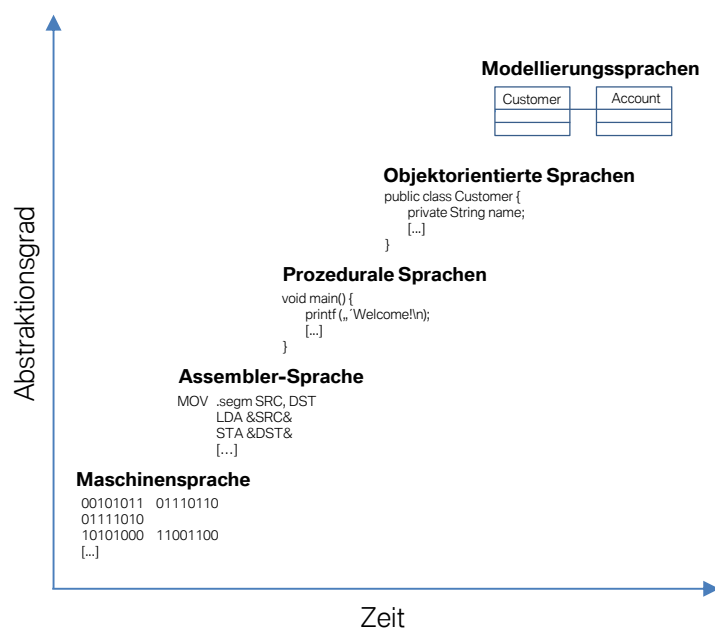 Abstraktionsgrad
Modellierungssprachen
Customer
Account
Objektorientierte Sprachen
public class Customer {
private String name;
[...]
}
Prozedurale Sprachen
void main() {
printf („´Welcome!\n);
[...]
}
Assembler-Sprache
MOV .segm SRC, DST
LDA &SRC&
STA &DST&
[…]
Maschinensprache
00101011 01110110
01111010
10101000 11001100
[...]
Zeit